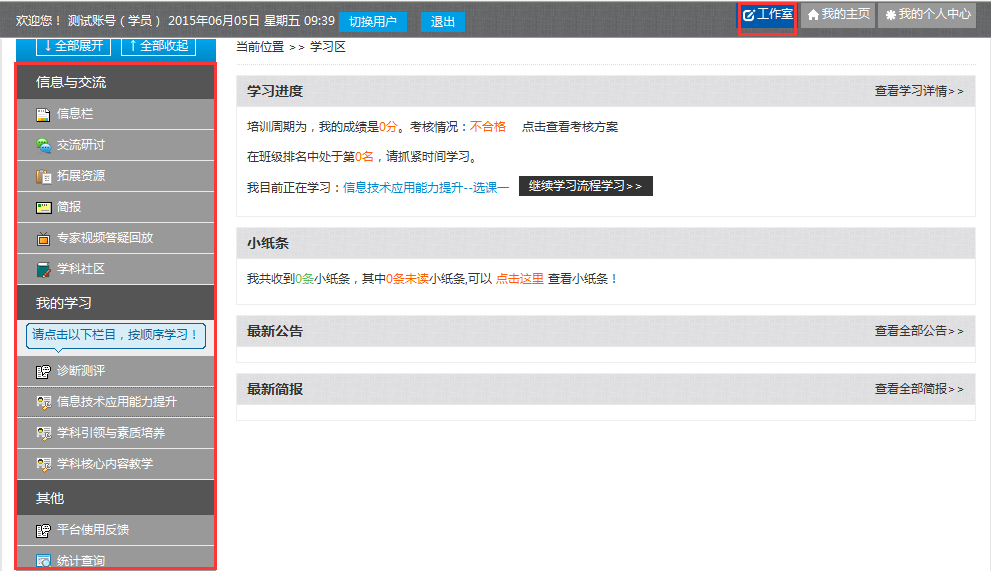 欢迎您！ 测试账号（学员） 2015年06月05日 星期五 09:39 切换用户 退出 工作室 我的主页 我的个人中心
↓全部展开 ↑全部收起
信息与交流
信息栏
交流研讨
拓展资源
简报
专家视频答疑回放
学科社区
我的学习
请点击以下栏目，按顺序学习！
诊断测评
信息技术应用能力提升
学科引领与素质培养
学科核心内容教学
其他
平台使用反馈
统计查询
当前位置 >> 学习区
学习进度 查看学习详情>>
培训周期为，我的成绩是0分。考核情况：不合格 点击查看考核方案
在班级排名中处于第0名，请抓紧时间学习。
我目前正在学习：信息技术应用能力提升--选课— 继续学习流程学习>>
小纸条
我共收到0条小纸条，其中0条未读小纸条,可以 点击这里 查看小纸条！
最新公告 查看全部公告>>
最新简报 查看全部简报>>